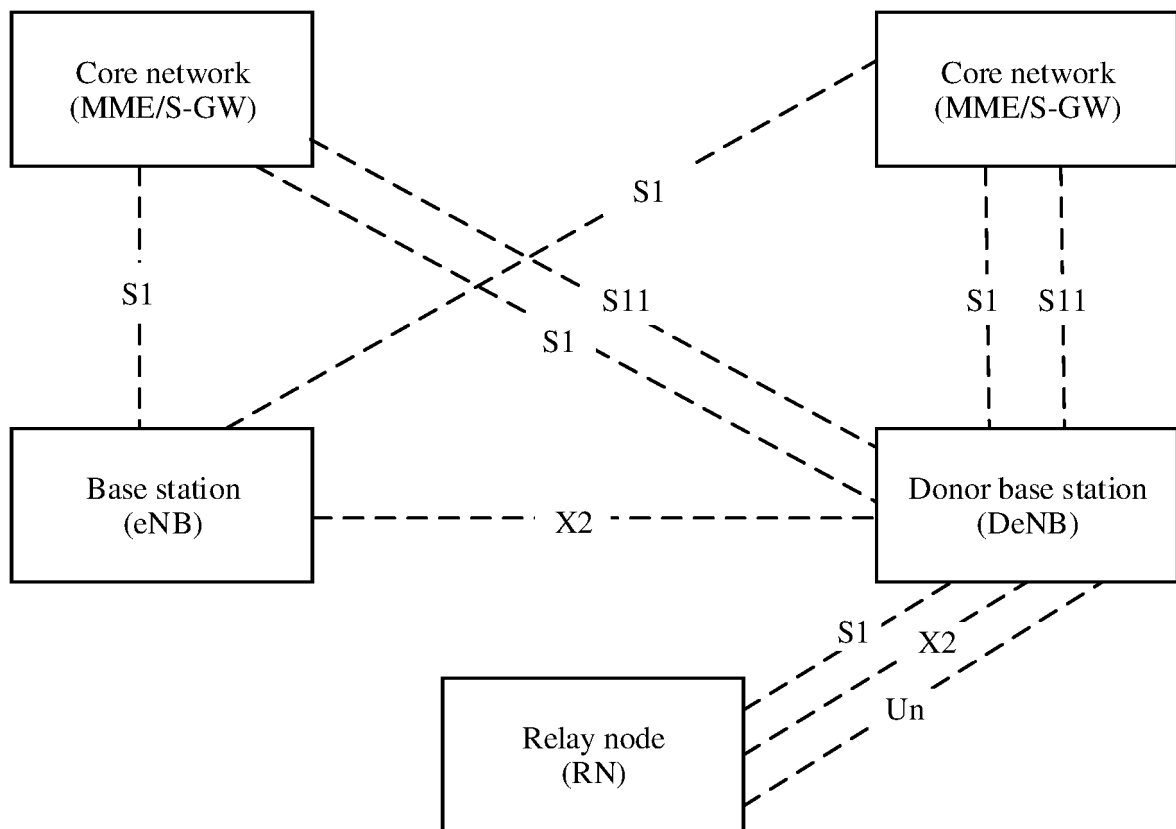 Core network
(MME/S-GW)
Core network
(MME/S-GW)
S1
S1
S11
S1
S1
S11
Base station
(eNB)
X2
Donor base station
(DeNB)
S1
X2
Un
Relay node
(RN)